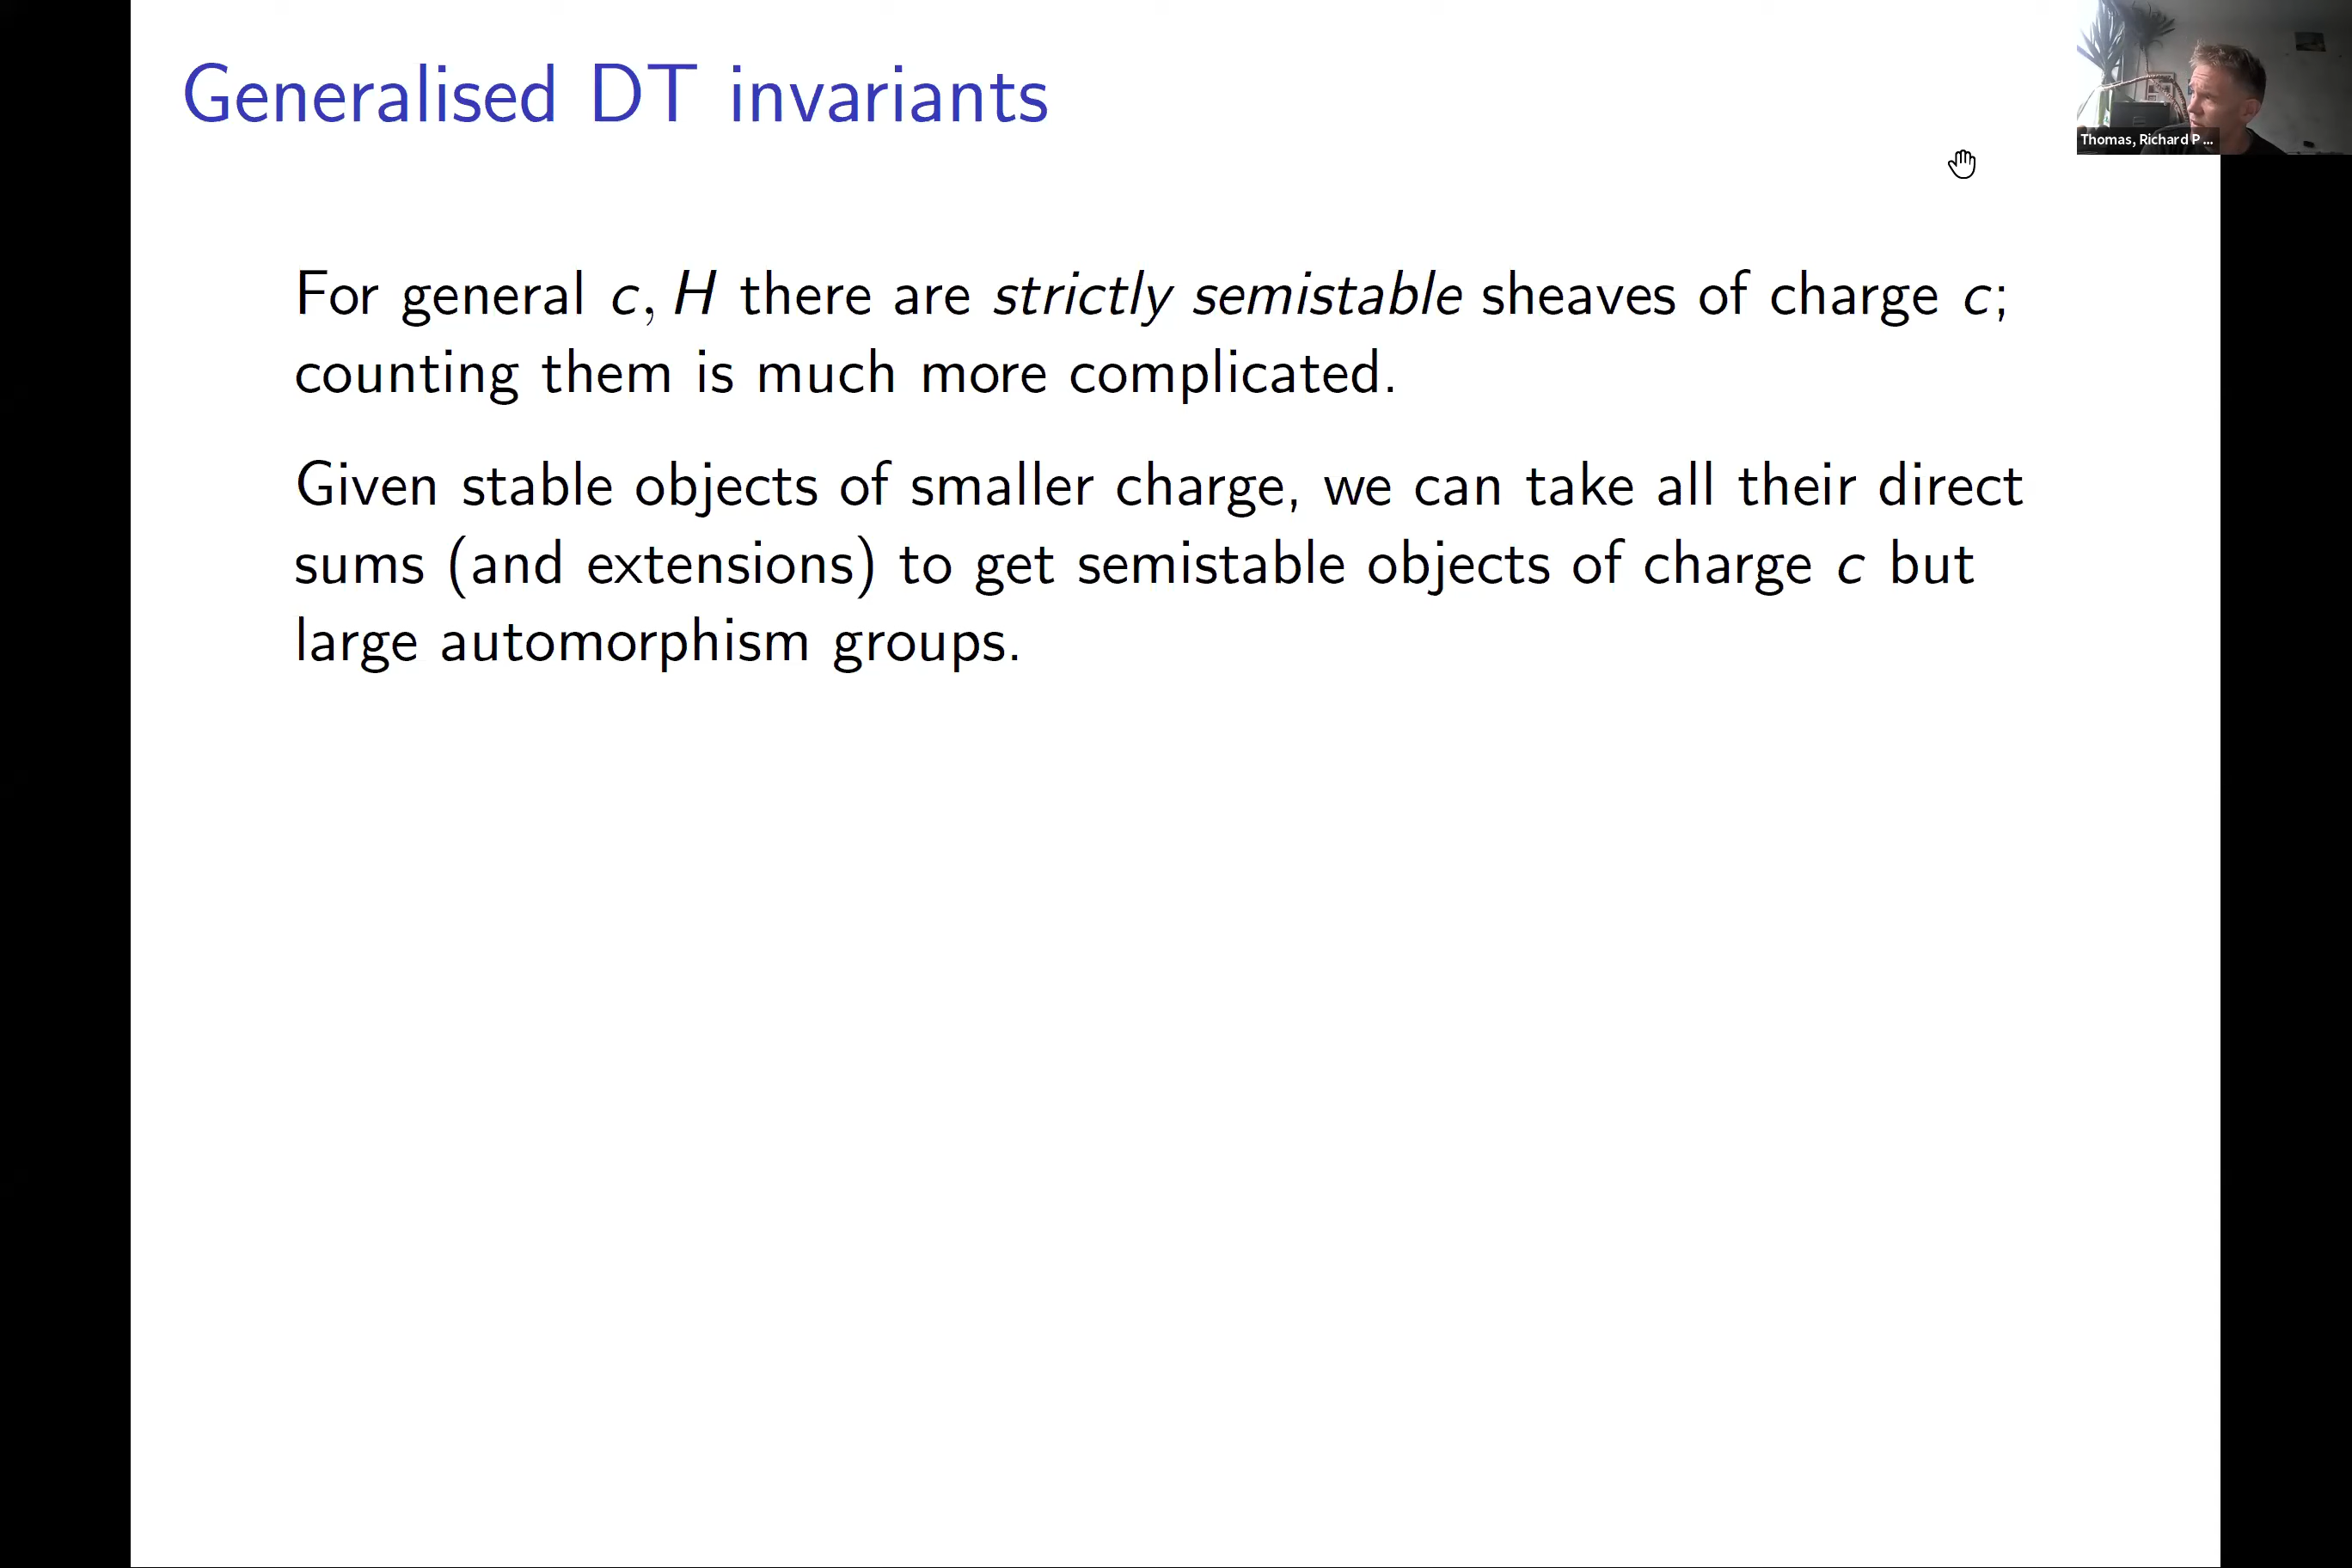 Generalised DT invariants
Thomas, Richard P ...
For general c, H there are strictly semistable sheaves of charge c;
counting them is much more complicated.
Given stable objects of smaller charge, we can take all their direct
sums (and extensions) to get semistable objects of charge c but
large automorphism groups.